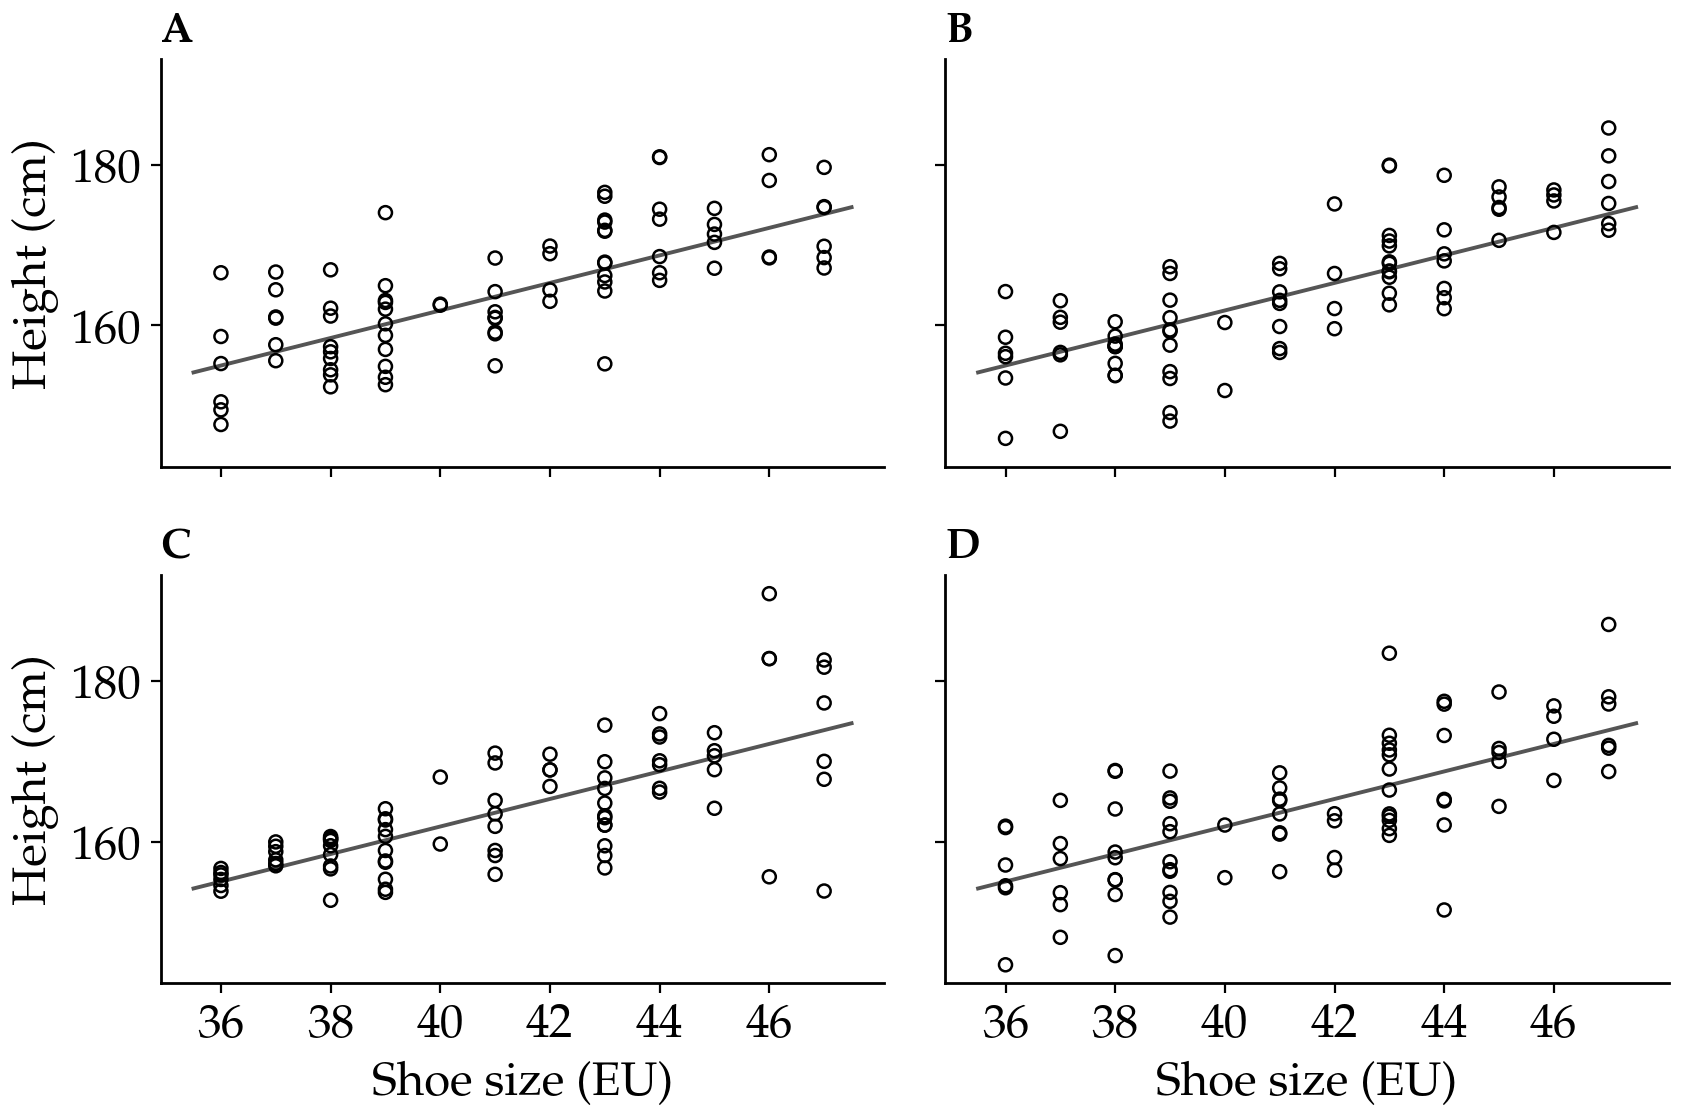 A
B
Height (cm)
180
160
C
D
Height (cm)
180
160
36 38 40 42 44 46
36 38 40 42 44 46
Shoe size (EU)
Shoe size (EU)